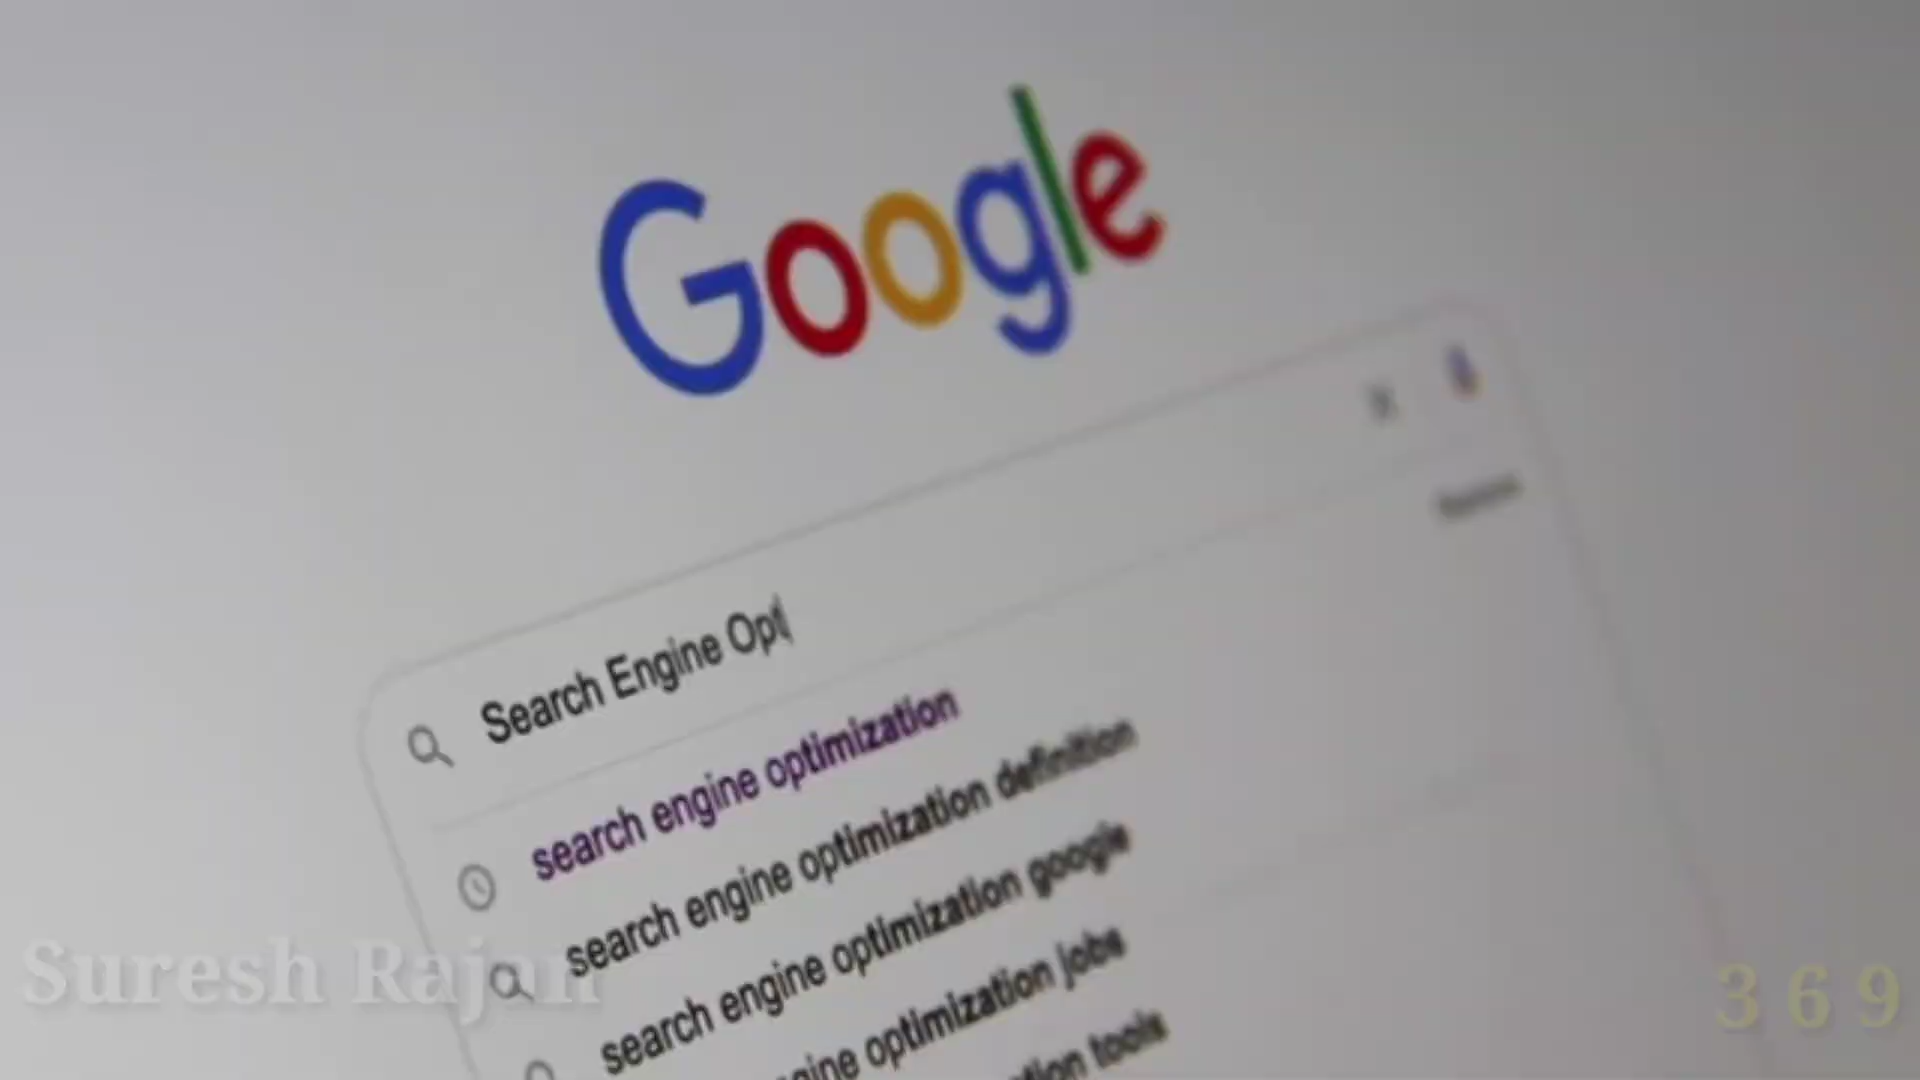 Google
Search Engine Opt
search engine optimization
search engine optimization definition
search engine optimization google
engine optimization jobs
tools
Suresh Rajan
3 6 9